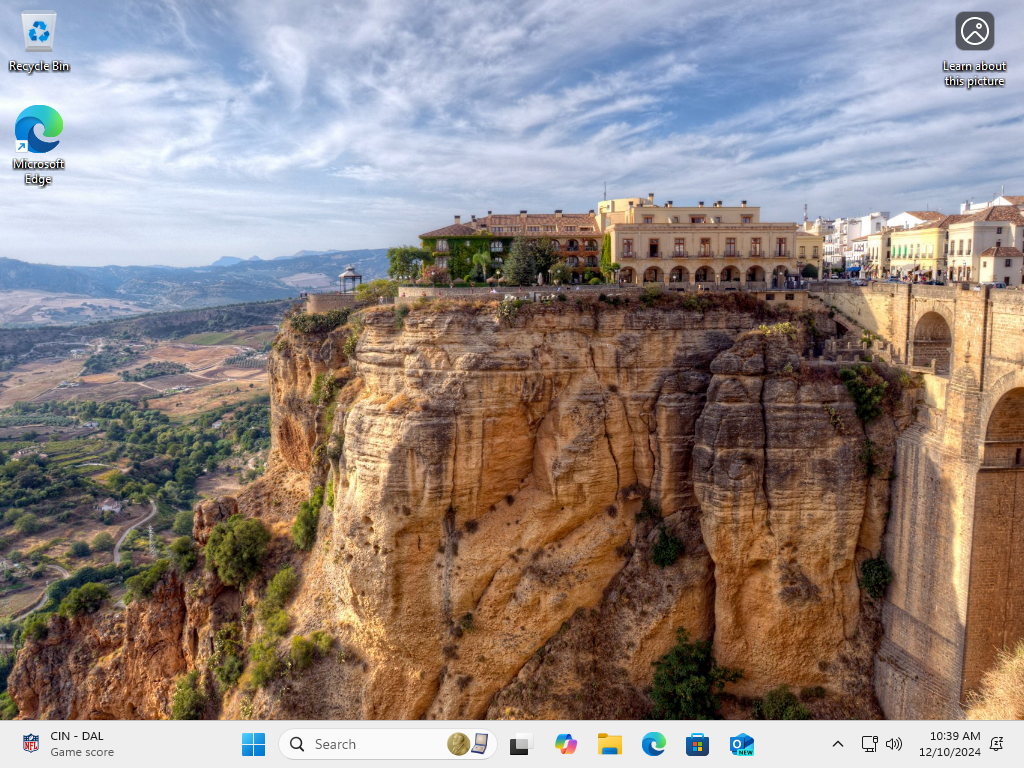 Recycle Bin
Microsoft
Edge
Learn about
this picture
CIN - DAL
Game score
Search
NEW
10:39 AM
12/10/2024